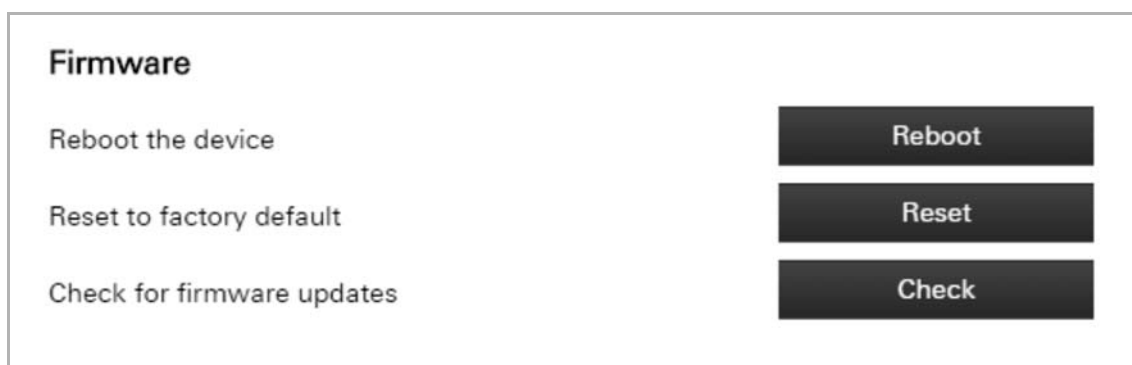 Firmware
Reboot the device Reboot
Reset to factory default Reset
Check for firmware updates Check